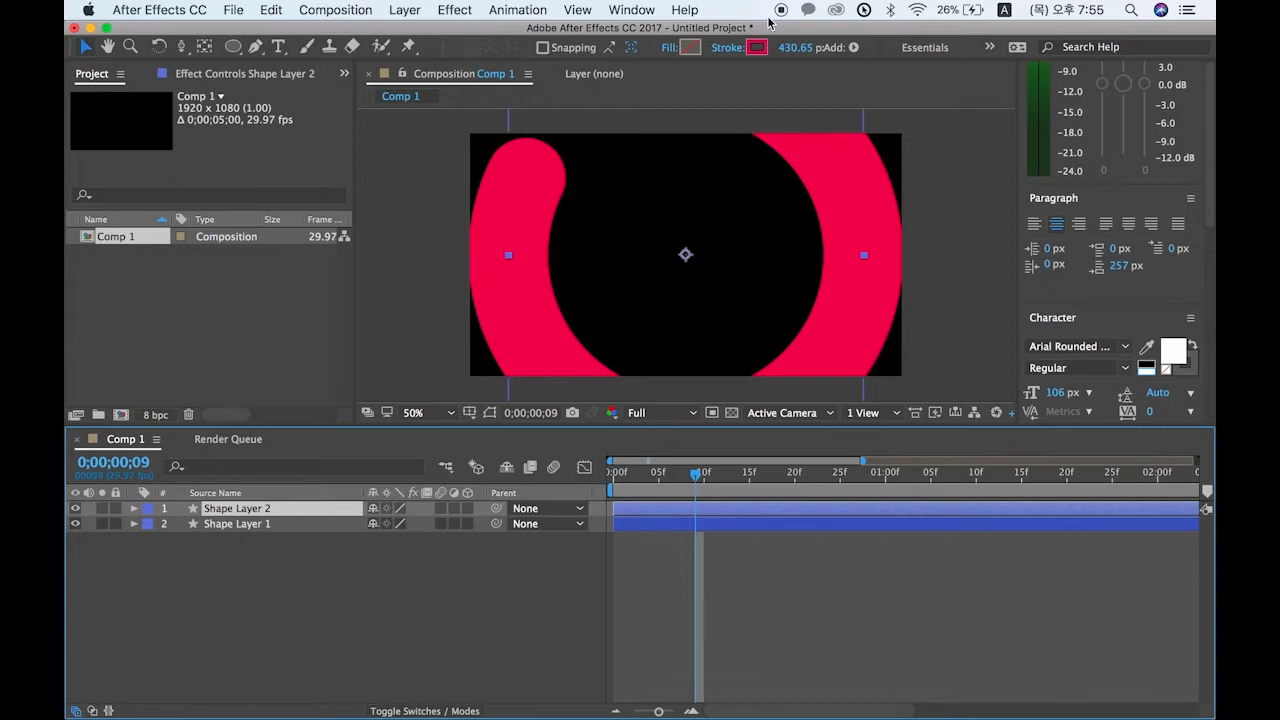 After Effects CC File Edit Composition Layer Effect Animation View Window Help 26% A (목) 오후 7:55
Adobe After Effects CC 2017 - Untitled Project *
Snapping Fill: Stroke: 430.65 p: Add: Essentials » Search Help
Project Effect Controls Shape Layer 2 » × Composition Comp 1 Layer (none)
Comp 1▼
1920 x 1080 (1.00)
Δ 0;00;05;00, 29.97 fps
Comp 1
-9.0 3.0
-12.0 0.0 dB
-15.0 -3.0
-18.0 -6.0
-21.0 -9.0
-24.0 0 0 -12.0 dB
Paragraph
0 px 0 px 0 px
0 px 257 px
Name Type Size Frame ...
Comp 1 Composition 29.97
Character
Arial Rounded ...
Regular
T 106 px Auto
VA Metrics VA 0
8 bpc 50% 0;00;00;09 Full Active Camera 1 View
× Comp 1 Render Queue
0;00;00;09
00009 (29.97 fps)
:00f 05f 10f 15f 20f 25f 01:00f 05f 10f 15f 20f 25f 02:00f
# Source Name fx Parent
1 Shape Layer 2 None
2 Shape Layer 1 None
Toggle Switches / Modes